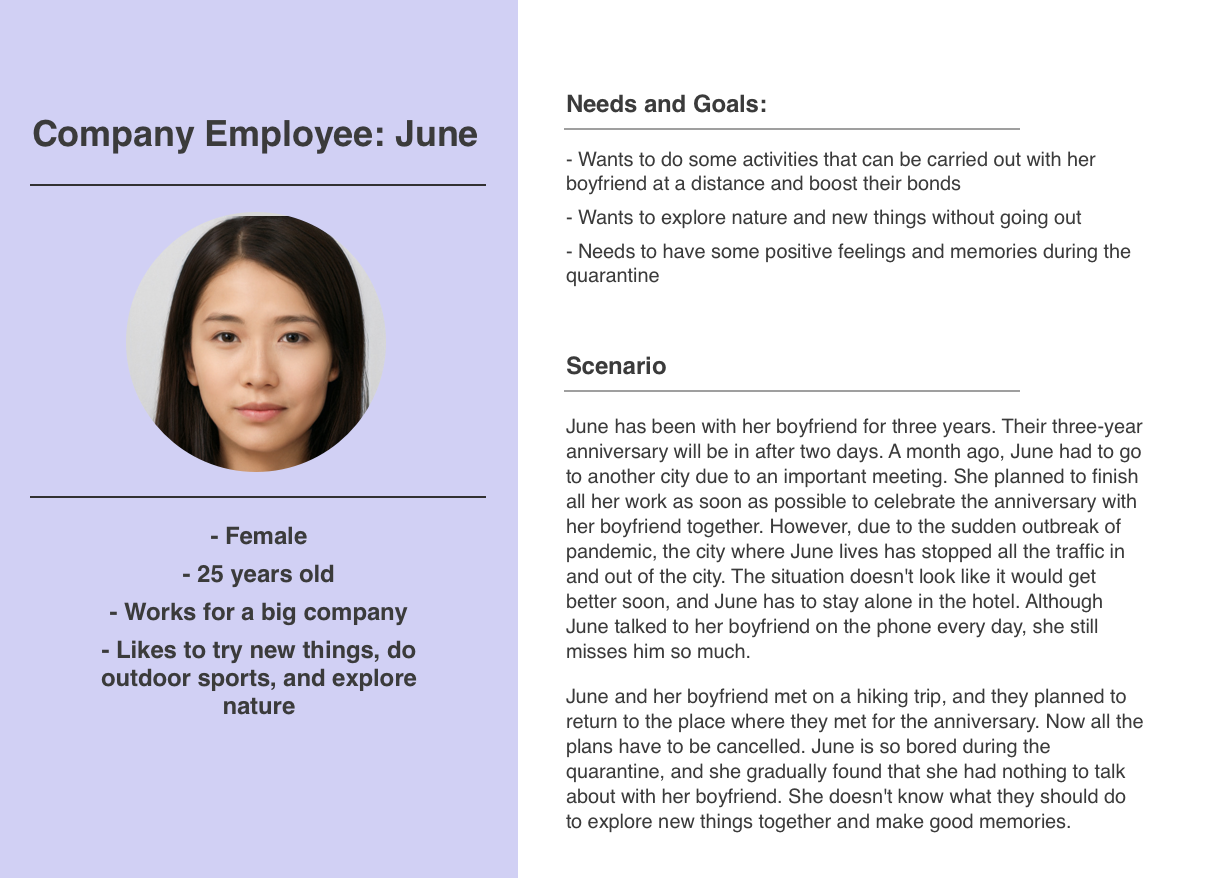 Company Employee: June
- Female
- 25 years old
- Works for a big company
- Likes to try new things, do
outdoor sports, and explore
nature
Needs and Goals:
- Wants to do some activities that can be carried out with her
boyfriend at a distance and boost their bonds
- Wants to explore nature and new things without going out
- Needs to have some positive feelings and memories during the
quarantine
Scenario
June has been with her boyfriend for three years. Their three-year
anniversary will be in after two days. A month ago, June had to go
to another city due to an important meeting. She planned to finish
all her work as soon as possible to celebrate the anniversary with
her boyfriend together. However, due to the sudden outbreak of
pandemic, the city where June lives has stopped all the traffic in
and out of the city. The situation doesn't look like it would get
better soon, and June has to stay alone in the hotel. Although
June talked to her boyfriend on the phone every day, she still
misses him so much.
June and her boyfriend met on a hiking trip, and they planned to
return to the place where they met for the anniversary. Now all the
plans have to be cancelled. June is so bored during the
quarantine, and she gradually found that she had nothing to talk
about with her boyfriend. She doesn't know what they should do
to explore new things together and make good memories.